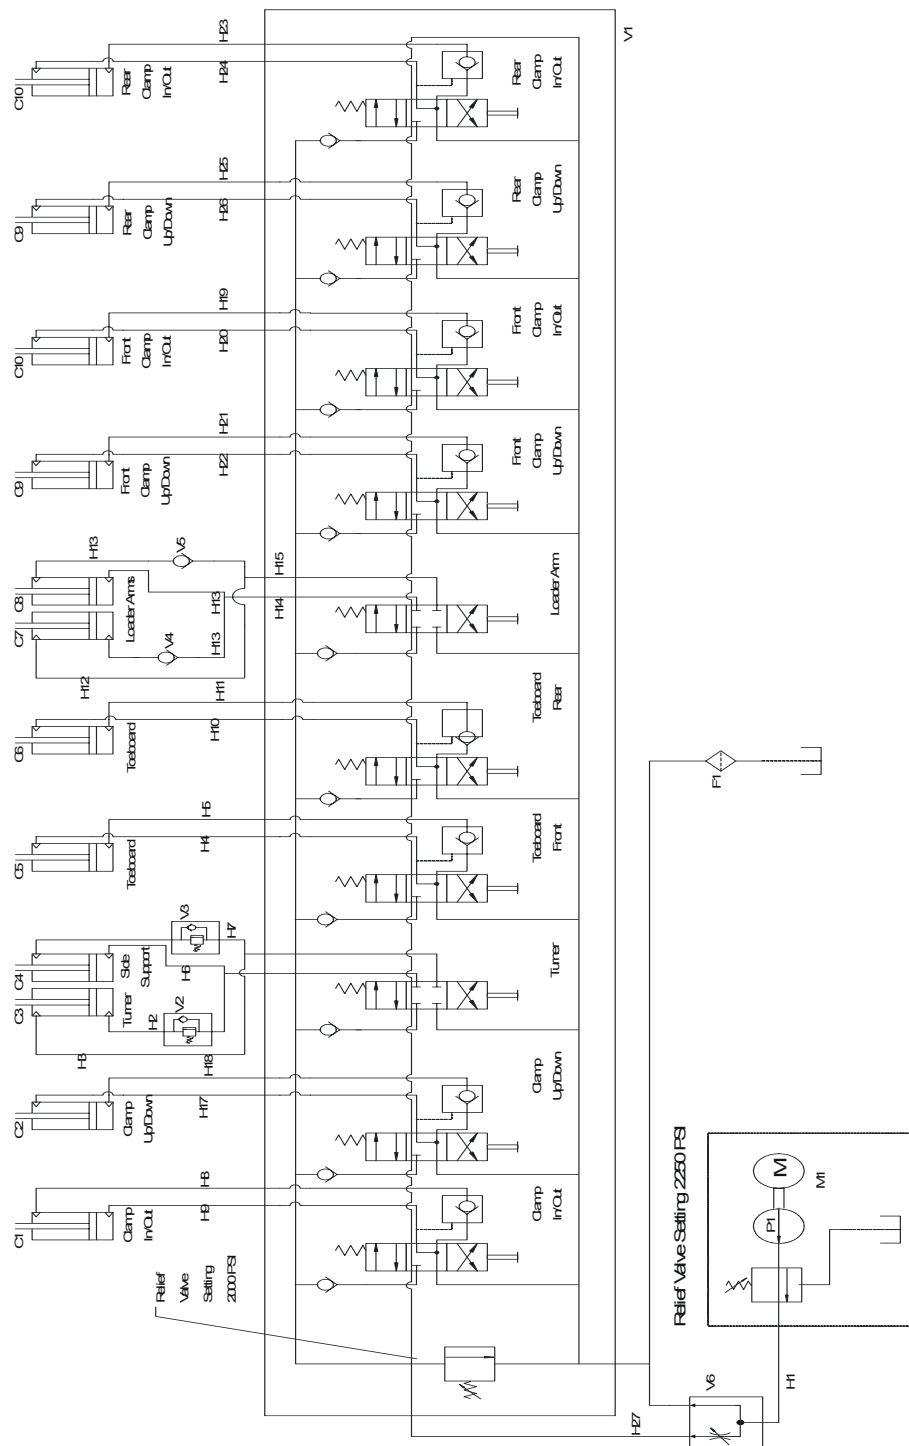 C1
C2
C3
C4
C5
C6
C7
C8
C9
C10
C9
C10
Clamp
In/Out
Clamp
Up/Down
Turner
Side
Support
Toeboard
Toeboard
Loader Arms
Front
Clamp
Up/Down
Front
Clamp
In/Out
Rear
Clamp
Up/Down
Rear
Clamp
In/Out
H3
H2
V2
H18
H6
V3
H7
H12
H11
V4
H13
H13
H13
V5
Relief
Valve
Setting
2000 PSI
H9
H8
H17
H4
H5
H10
H14
H15
H22
H21
H20
H19
H26
H25
H24
H23
Clamp
In/Out
Clamp
Up/Down
Turner
Toeboard
Front
Toeboard
Rear
Loader Arm
Front
Clamp
Up/Down
Front
Clamp
In/Out
Rear
Clamp
Up/Down
Rear
Clamp
In/Out
V1
H27
V6
H1
Relief Valve Setting 2250 PSI
P1
M
M1
F1